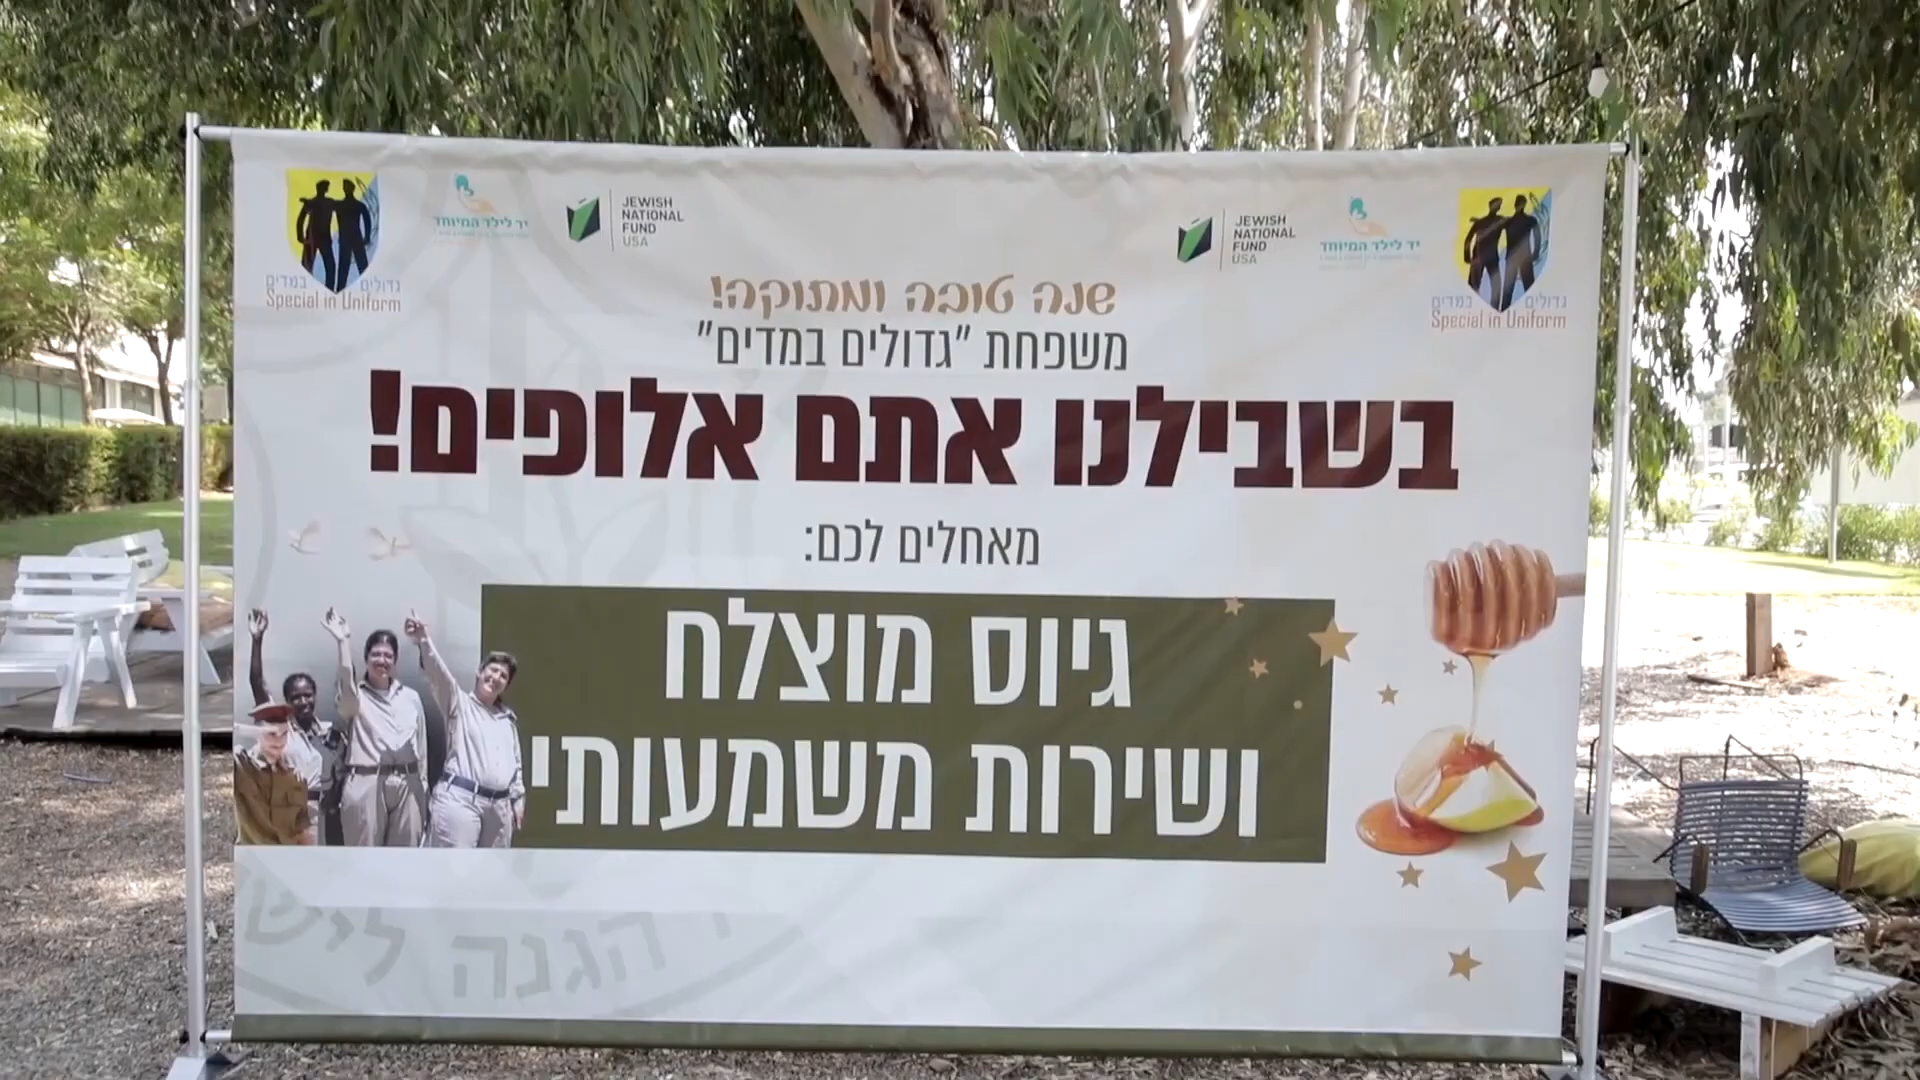 גדולים במדים
Special in Uniform
יד לילד המיוחד
JEWISH
NATIONAL
FUND
USA
JEWISH
NATIONAL
FUND
USA
יד לילד המיוחד
גדולים במדים
Special in Uniform
שנה טובה ומתוקה!
משפחת "גדולים במדים"
בשבילנו אתם אלופים!
מאחלים לכם:
גיוס מוצלח
ושירות משמעותי
הגנה ליש